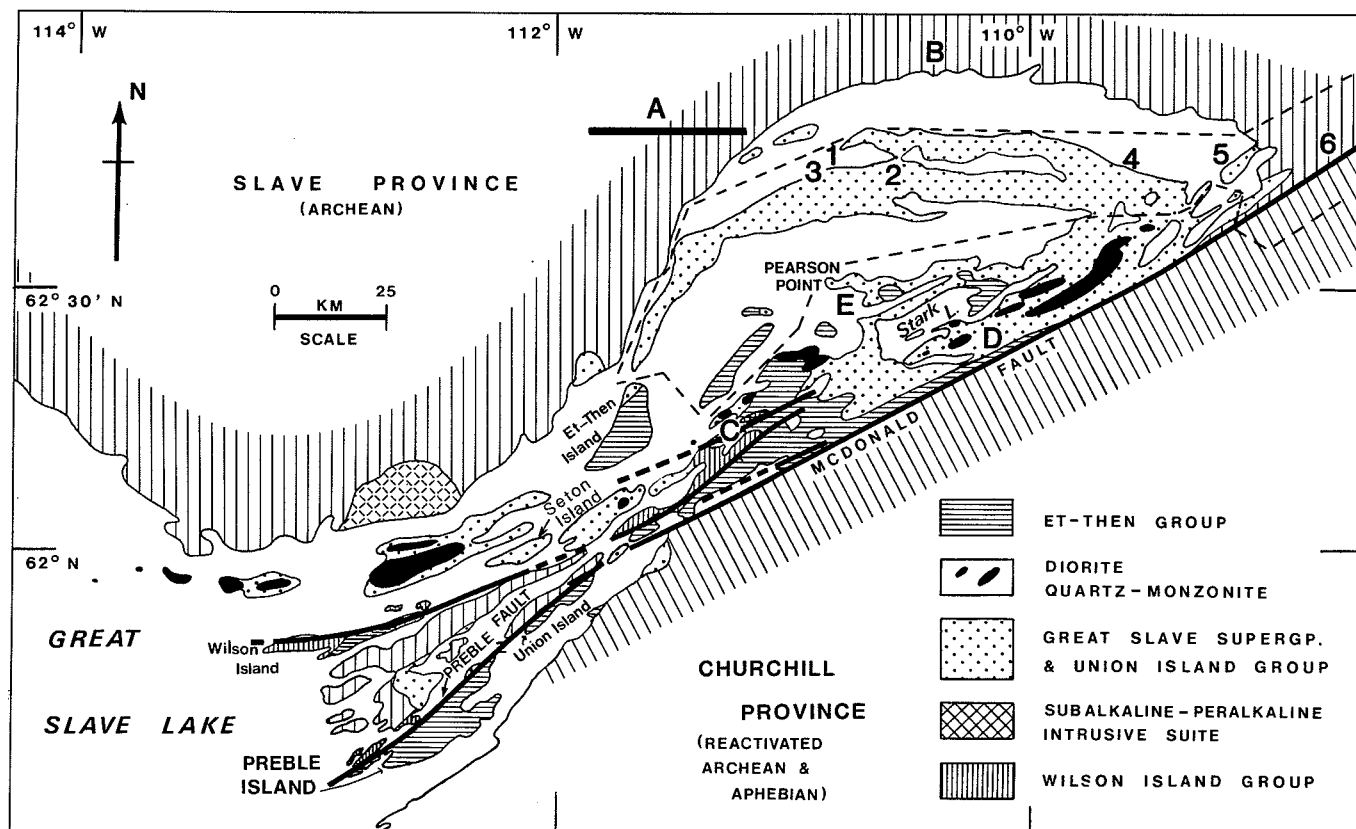 114° W
112° W
110° W
N
A
B
SLAVE PROVINCE
(ARCHEAN)
1
2
3
4
5
6
62° 30' N
0 25
KM
SCALE
PEARSON
POINT
E
Stark L.
D
FAULT
MCDONALD
Et-Then
Island
C
Seton
Island
62° N
GREAT
Wilson
Island
PREBLE FAULT
Union Island
SLAVE LAKE
PREBLE
ISLAND
CHURCHILL
PROVINCE
(REACTIVATED
ARCHEAN &
APHEBIAN)
ET-THEN GROUP
DIORITE
QUARTZ-MONZONITE
GREAT SLAVE SUPERGP.
& UNION ISLAND GROUP
SUBALKALINE-PERALKALINE
INTRUSIVE SUITE
WILSON ISLAND GROUP